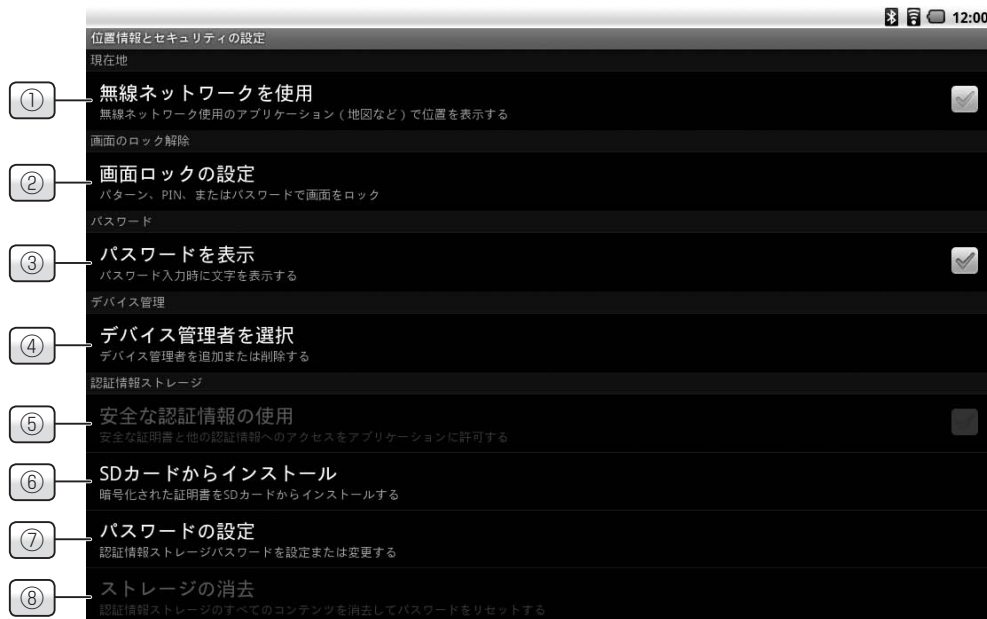 12:00
位置情報とセキュリティの設定
現在地
① 無線ネットワークを使用
無線ネットワーク使用のアプリケーション(地図など)で位置を表示する
画面のロック解除
② 画面ロックの設定
パターン、PIN、またはパスワードで画面をロック
パスワード
③ パスワードを表示
パスワード入力時に文字を表示する
デバイス管理
④ デバイス管理者を選択
デバイス管理者を追加または削除する
認証情報ストレージ
⑤ 安全な認証情報の使用
安全な証明書と他の認証情報へのアクセスをアプリケーションに許可する
⑥ SDカードからインストール
暗号化された証明書をSDカードからインストールする
⑦ パスワードの設定
認証情報ストレージパスワードを設定または変更する
⑧ ストレージの消去
認証情報ストレージのすべてのコンテンツを消去してパスワードをリセットする